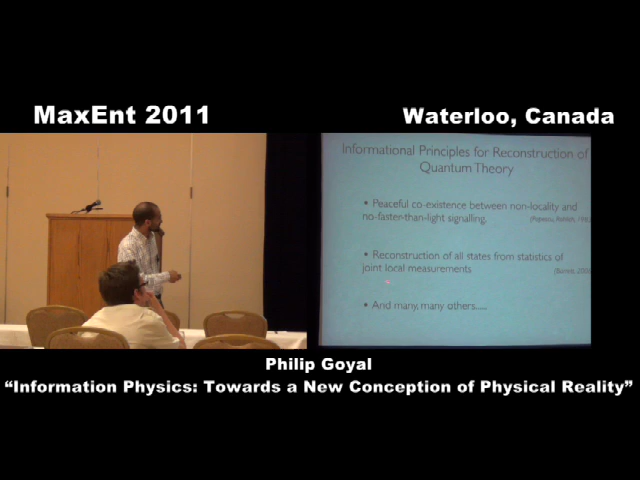 MaxEnt 2011
Waterloo, Canada
Informational Principles for Reconstruction of
Quantum Theory
• Peaceful co-existence between non-locality and
no-faster-than-light signalling.
• Reconstruction of all states from statistics of
joint local measurements
• And many, many others.....
Philip Goyal
“Information Physics: Towards a New Conception of Physical Reality”